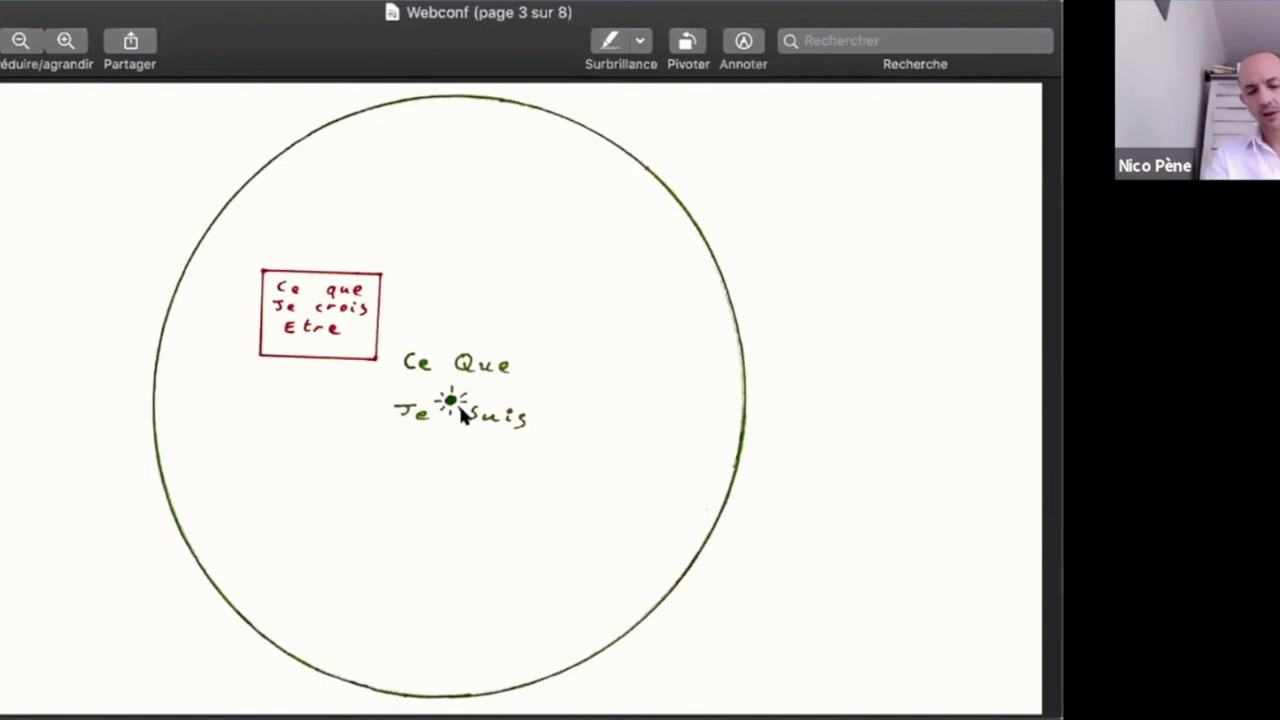 Webconf (page 3 sur 8)
éduire/agrandir
Partager
Surbrillance
Pivoter
Annoter
Rechercher
Recherche
Nico Pène
Ce que
Je crois
Etre
Ce Que
Je Suis